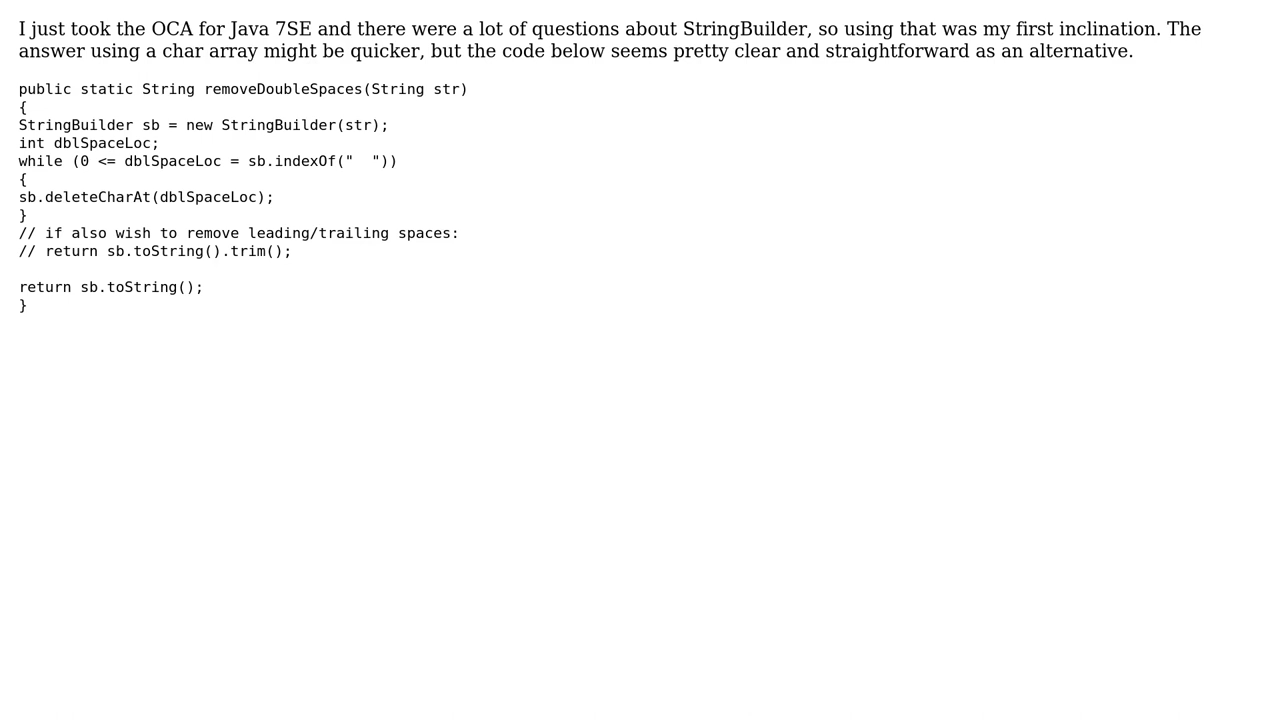 I just took the OCA for Java 7SE and there were a lot of questions about StringBuilder, so using that was my first inclination. The
answer using a char array might be quicker, but the code below seems pretty clear and straightforward as an alternative.
public static String removeDoubleSpaces(String str)
{
StringBuilder sb = new StringBuilder(str);
int dblSpaceLoc;
while (0 <= dblSpaceLoc = sb.indexOf("  "))
{
sb.deleteCharAt(dblSpaceLoc);
}
// if also wish to remove leading/trailing spaces:
// return sb.toString().trim();
return sb.toString();
}